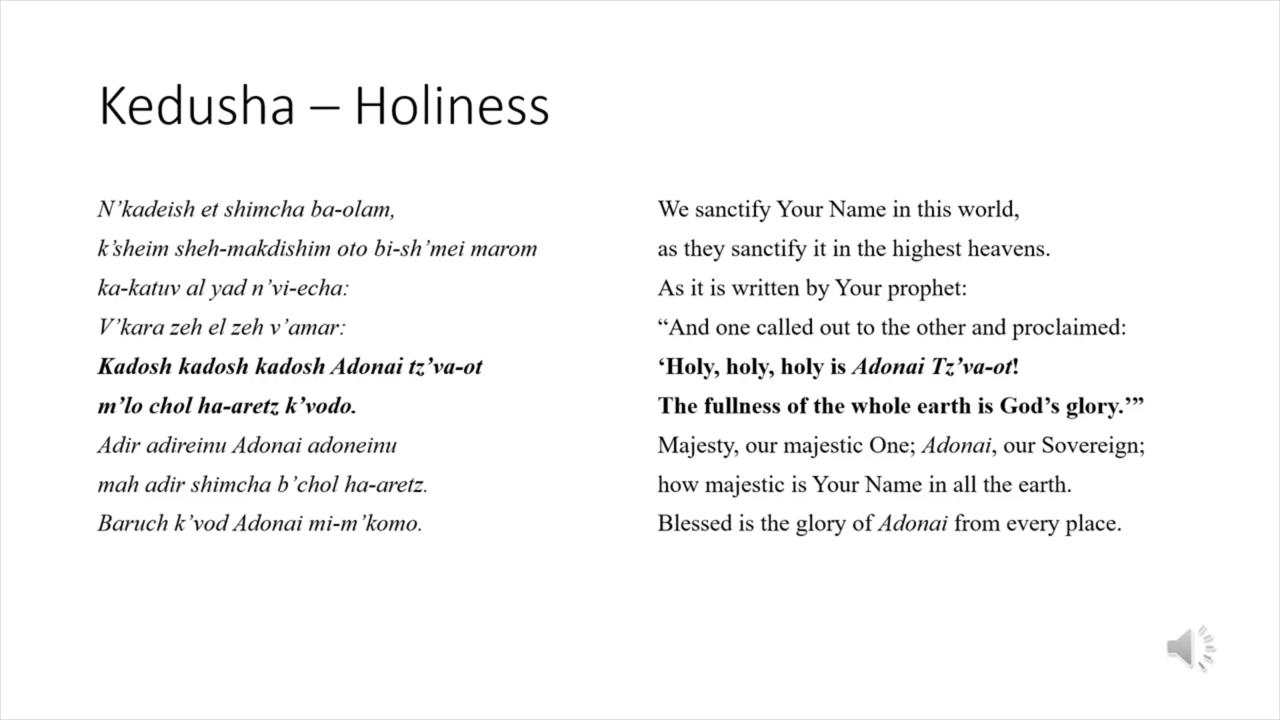 Kedusha – Holiness
N’kadeish et shimcha ba-olam,
k’sheim sheh-makdishim oto bi-sh’mei marom
ka-katuv al yad n’vi-echa:
V’kara zeh el zeh v’amar:
Kadosh kadosh kadosh Adonai tz’va-ot
m’lo chol ha-aretz k’vodo.
Adir adireinu Adonai adoneinu
mah adir shimcha b’chol ha-aretz.
Baruch k’vod Adonai mi-m’komo.
We sanctify Your Name in this world,
as they sanctify it in the highest heavens.
As it is written by Your prophet:
“And one called out to the other and proclaimed:
‘Holy, holy, holy is Adonai Tz’va-ot!
The fullness of the whole earth is God’s glory.’”
Majesty, our majestic One; Adonai, our Sovereign;
how majestic is Your Name in all the earth.
Blessed is the glory of Adonai from every place.